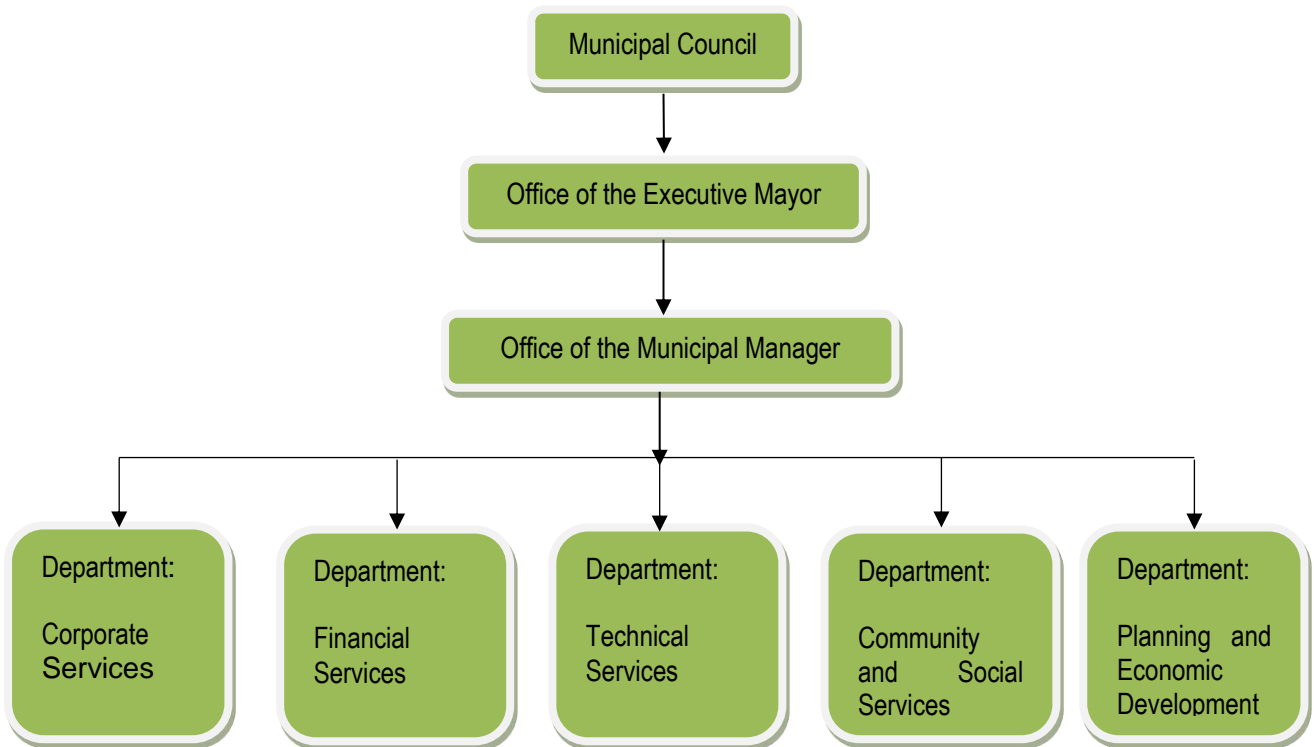 Municipal Council
Office of the Executive Mayor
Office of the Municipal Manager
Department:
Corporate
Services
Department:
Financial
Services
Department:
Technical
Services
Department:
Community
and Social
Services
Department:
Planning and
Economic
Development